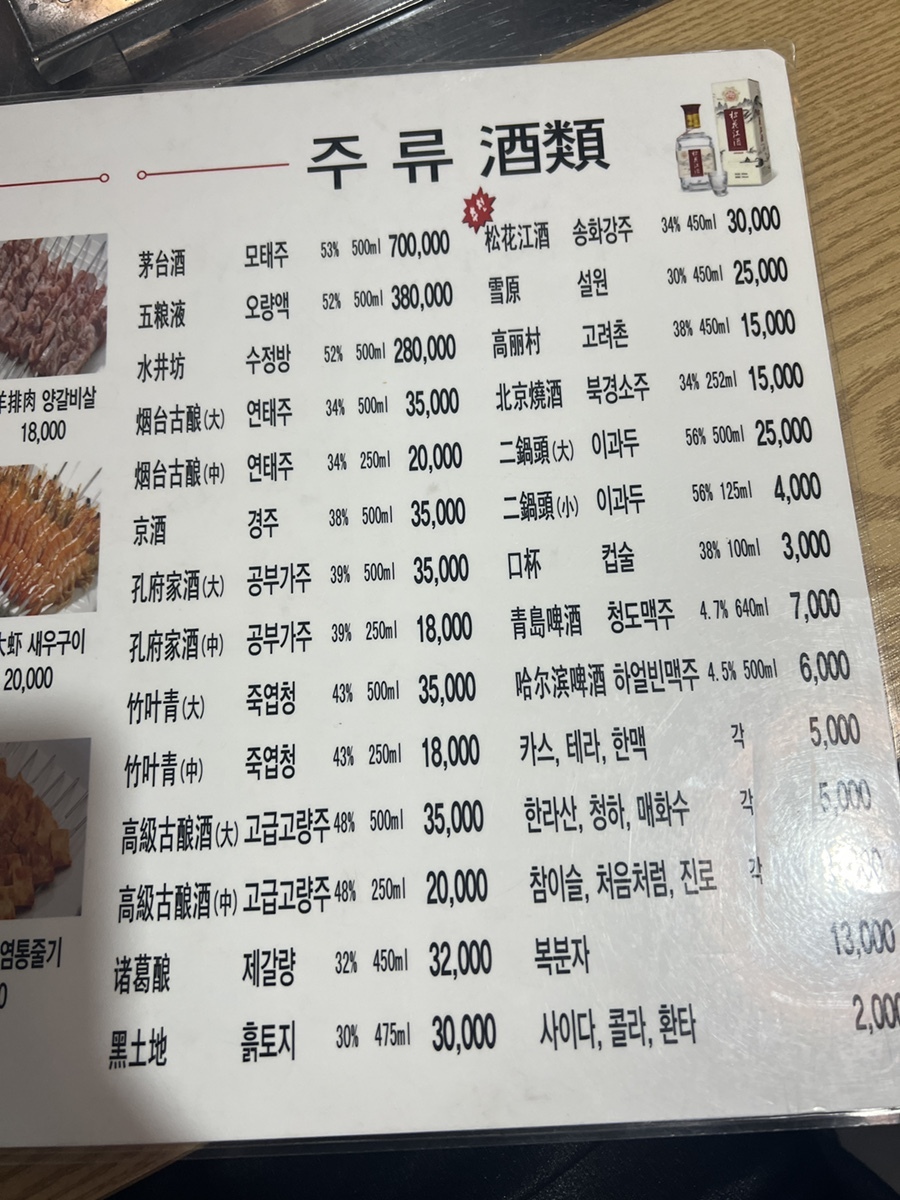 주류 酒類
羊排肉 양갈비살
18,000
大虾 새우구이
20,000
염통줄기
0
茅台酒 모태주 53% 500ml 700,000
五粮液 오량액 52% 500ml 380,000
水井坊 수정방 52% 500ml 280,000
烟台古酿(大) 연태주 34% 500ml 35,000
烟台古酿(中) 연태주 34% 250ml 20,000
京酒 경주 38% 500ml 35,000
孔府家酒(大) 공부가주 39% 500ml 35,000
孔府家酒(中) 공부가주 39% 250ml 18,000
竹叶青(大) 죽엽청 43% 500ml 35,000
竹叶青(中) 죽엽청 43% 250ml 18,000
高級古酿酒(大) 고급고량주 48% 500ml 35,000
高級古酿酒(中) 고급고량주 48% 250ml 20,000
诸葛酿 제갈량 32% 450ml 32,000
黑土地 흙토지 30% 475ml 30,000
추천
松花江酒 송화강주 34% 450ml 30,000
雪原 설원 30% 450ml 25,000
高丽村 고려촌 38% 450ml 15,000
北京燒酒 북경소주 34% 252ml 15,000
二鍋頭(大) 이과두 56% 500ml 25,000
二鍋頭(小) 이과두 56% 125ml 4,000
口杯 컵술 38% 100ml 3,000
青島啤酒 청도맥주 4.7% 640ml 7,000
哈尔滨啤酒 하얼빈맥주 4.5% 500ml 6,000
카스, 테라, 한맥 각 5,000
한라산, 청하, 매화수 각 5,000
참이슬, 처음처럼, 진로 각
복분자 13,000
사이다, 콜라, 환타 2,000